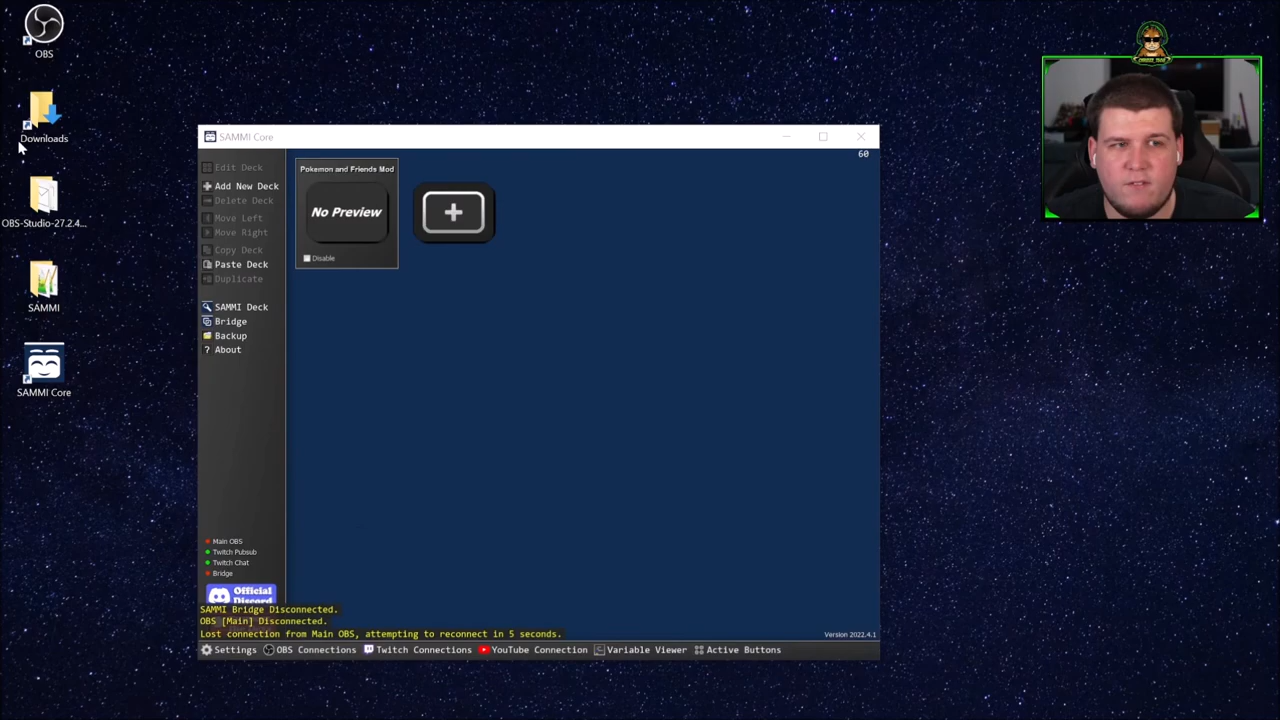 OBS
Downloads
OBS-Studio-27.2.4...
SAMMI
SAMMI Core
SAMMI Core
60
Edit Deck
Add New Deck
Delete Deck
Move Left
Move Right
Copy Deck
Paste Deck
Duplicate
SAMMI Deck
Bridge
Backup
? About
Pokemon and Friends Mod
No Preview
Disable
Main OBS
Twitch Pubsub
Twitch Chat
Bridge
Official
Discord
SAMMI Bridge Disconnected.
OBS [Main] Disconnected.
Lost connection from Main OBS, attempting to reconnect in 5 seconds.
Version 2022.4.1
Settings OBS Connections Twitch Connections YouTube Connection Variable Viewer Active Buttons